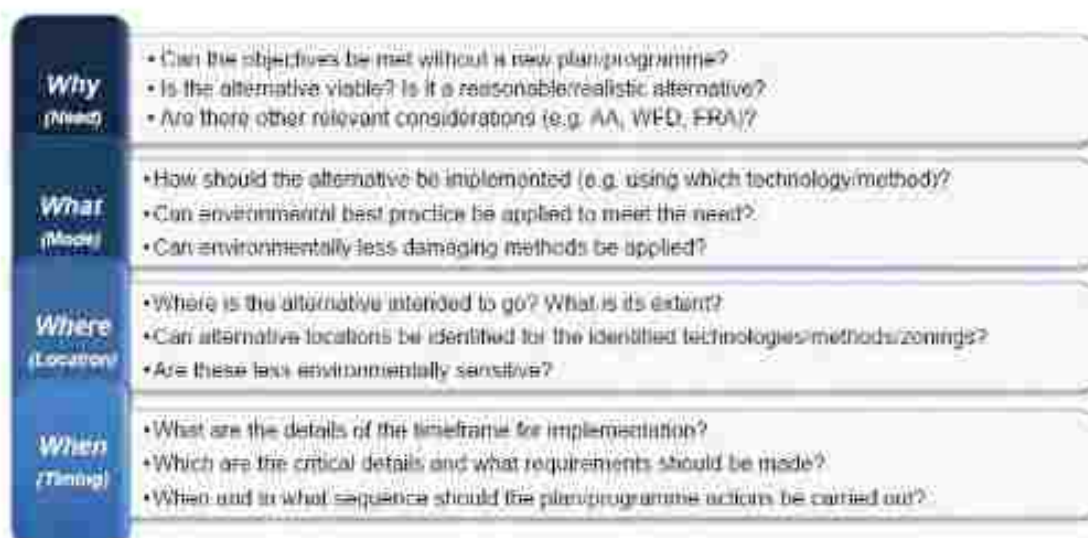 Why
(Need)
• Can the objectives be met without a new plan/programme?
• Is the alternative viable? Is it a reasonable/realistic alternative?
• Are there other relevant considerations (e.g. AA, WFD, FRA)?
What
(Mode)
• How should the alternative be implemented (e.g. using which technology/method)?
• Can environmental best practice be applied to meet the need?
• Can environmentally less damaging methods be applied?
Where
(Location)
• Where is the alternative intended to go? What is its extent?
• Can alternative locations be identified for the identified technologies/methods/zonings?
• Are these less environmentally sensitive?
When
(Timing)
• What are the details of the timeframe for implementation?
• Which are the critical details and what requirements should be made?
• When and in what sequence should the plan/programme actions be carried out?